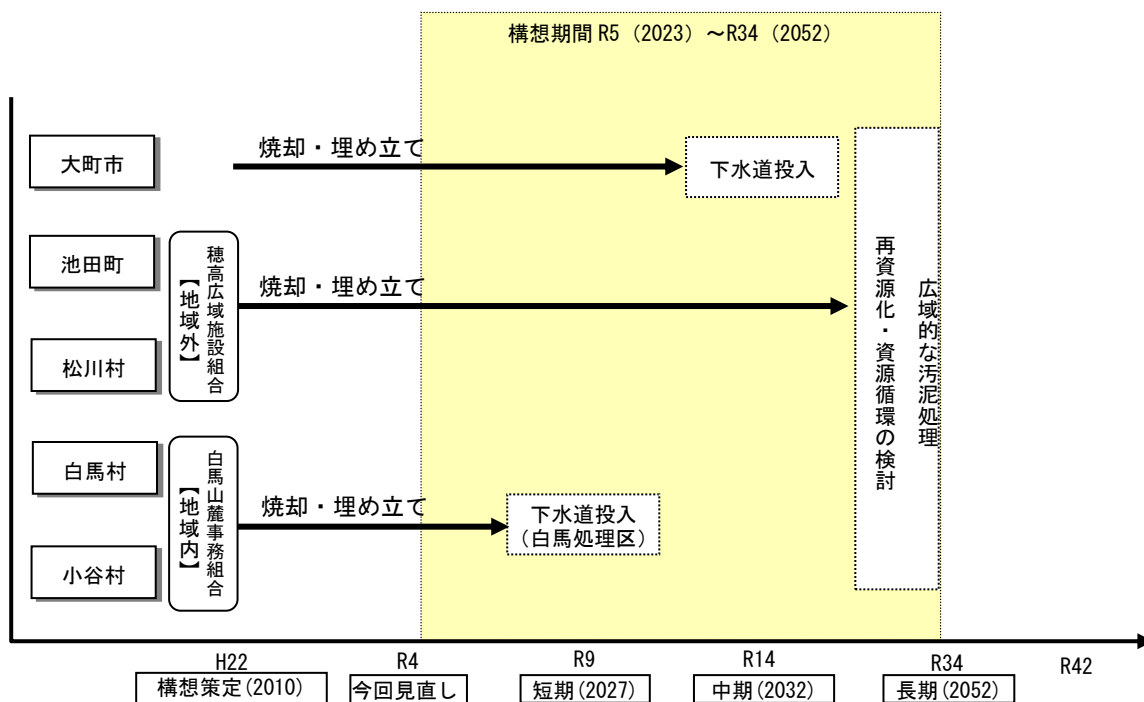 構想期間 R5（2023）～R34（2052）
大町市
焼却・埋め立て
下水道投入
池田町
松川村
穂高広域施設組合
【地域外】
焼却・埋め立て
白馬村
小谷村
白馬山麓事務組合
【地域内】
焼却・埋め立て
下水道投入
（白馬処理区）
広域的な汚泥処理
再資源化・資源循環の検討
H22
R4
R9
R14
R34
R42
構想策定(2010)
今回見直し
短期(2027)
中期(2032)
長期(2052)